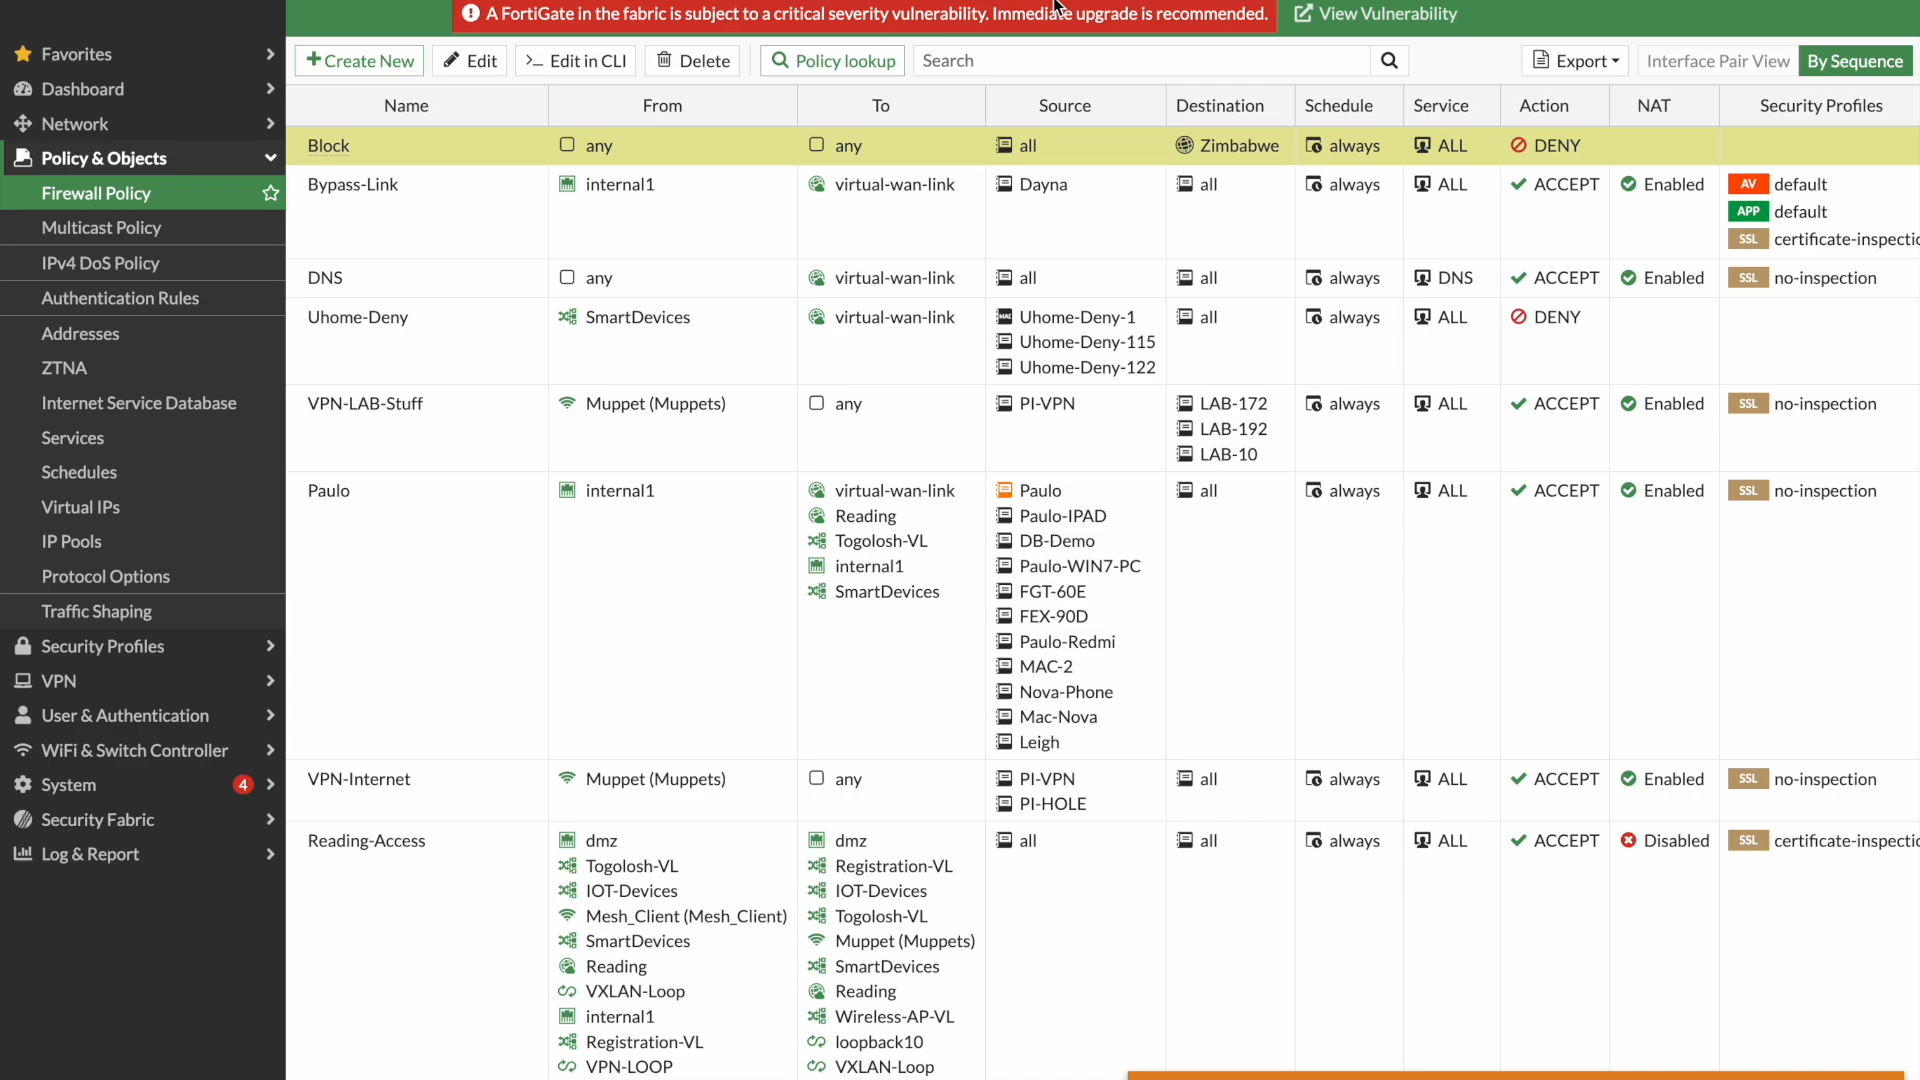 A FortiGate in the fabric is subject to a critical severity vulnerability. Immediate upgrade is recommended. View Vulnerability
Favorites
Dashboard
Network
Policy & Objects
Firewall Policy
Multicast Policy
IPv4 DoS Policy
Authentication Rules
Addresses
ZTNA
Internet Service Database
Services
Schedules
Virtual IPs
IP Pools
Protocol Options
Traffic Shaping
Security Profiles
VPN
User & Authentication
WiFi & Switch Controller
System 4
Security Fabric
Log & Report
+Create New Edit >_ Edit in CLI Delete Policy lookup Search Export Interface Pair View By Sequence
Name From To Source Destination Schedule Service Action NAT Security Profiles
Block any any all Zimbabwe always ALL DENY
Bypass-Link internal1 virtual-wan-link Dayna all always ALL ACCEPT Enabled AV default
APP default
SSL certificate-inspectio
DNS any virtual-wan-link all all always DNS ACCEPT Enabled SSL no-inspection
Uhome-Deny SmartDevices virtual-wan-link MAC Uhome-Deny-1 all always ALL DENY
Uhome-Deny-115
Uhome-Deny-122
VPN-LAB-Stuff Muppet (Muppets) any PI-VPN LAB-172 always ALL ACCEPT Enabled SSL no-inspection
LAB-192
LAB-10
Paulo internal1 virtual-wan-link Paulo all always ALL ACCEPT Enabled SSL no-inspection
Reading Paulo-IPAD
Togolosh-VL DB-Demo
internal1 Paulo-WIN7-PC
SmartDevices FGT-60E
FEX-90D
Paulo-Redmi
MAC-2
Nova-Phone
Mac-Nova
Leigh
VPN-Internet Muppet (Muppets) any PI-VPN all always ALL ACCEPT Enabled SSL no-inspection
PI-HOLE
Reading-Access dmz dmz all all always ALL ACCEPT Disabled SSL certificate-inspectio
Togolosh-VL Registration-VL
IOT-Devices IOT-Devices
Mesh_Client (Mesh_Client) Togolosh-VL
SmartDevices Muppet (Muppets)
Reading SmartDevices
VXLAN-Loop Reading
internal1 Wireless-AP-VL
Registration-VL loopback10
VPN-LOOP VXLAN-Loop